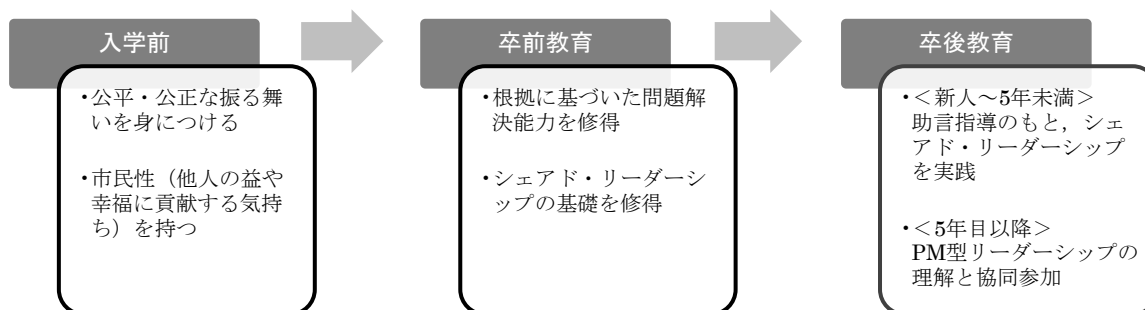 入学前
・公平・公正な振る舞
いを身につける
・市民性（他人の益や
幸福に貢献する気持
ち）を持つ
卒前教育
・根拠に基づいた問題解
決能力を修得
・シェアド・リーダーシ
ップの基礎を修得
卒後教育
・＜新人～5年未満＞
助言指導のもと，シェ
アド・リーダーシップ
を実践
・＜5年目以降＞
PM型リーダーシップの
理解と協同参加